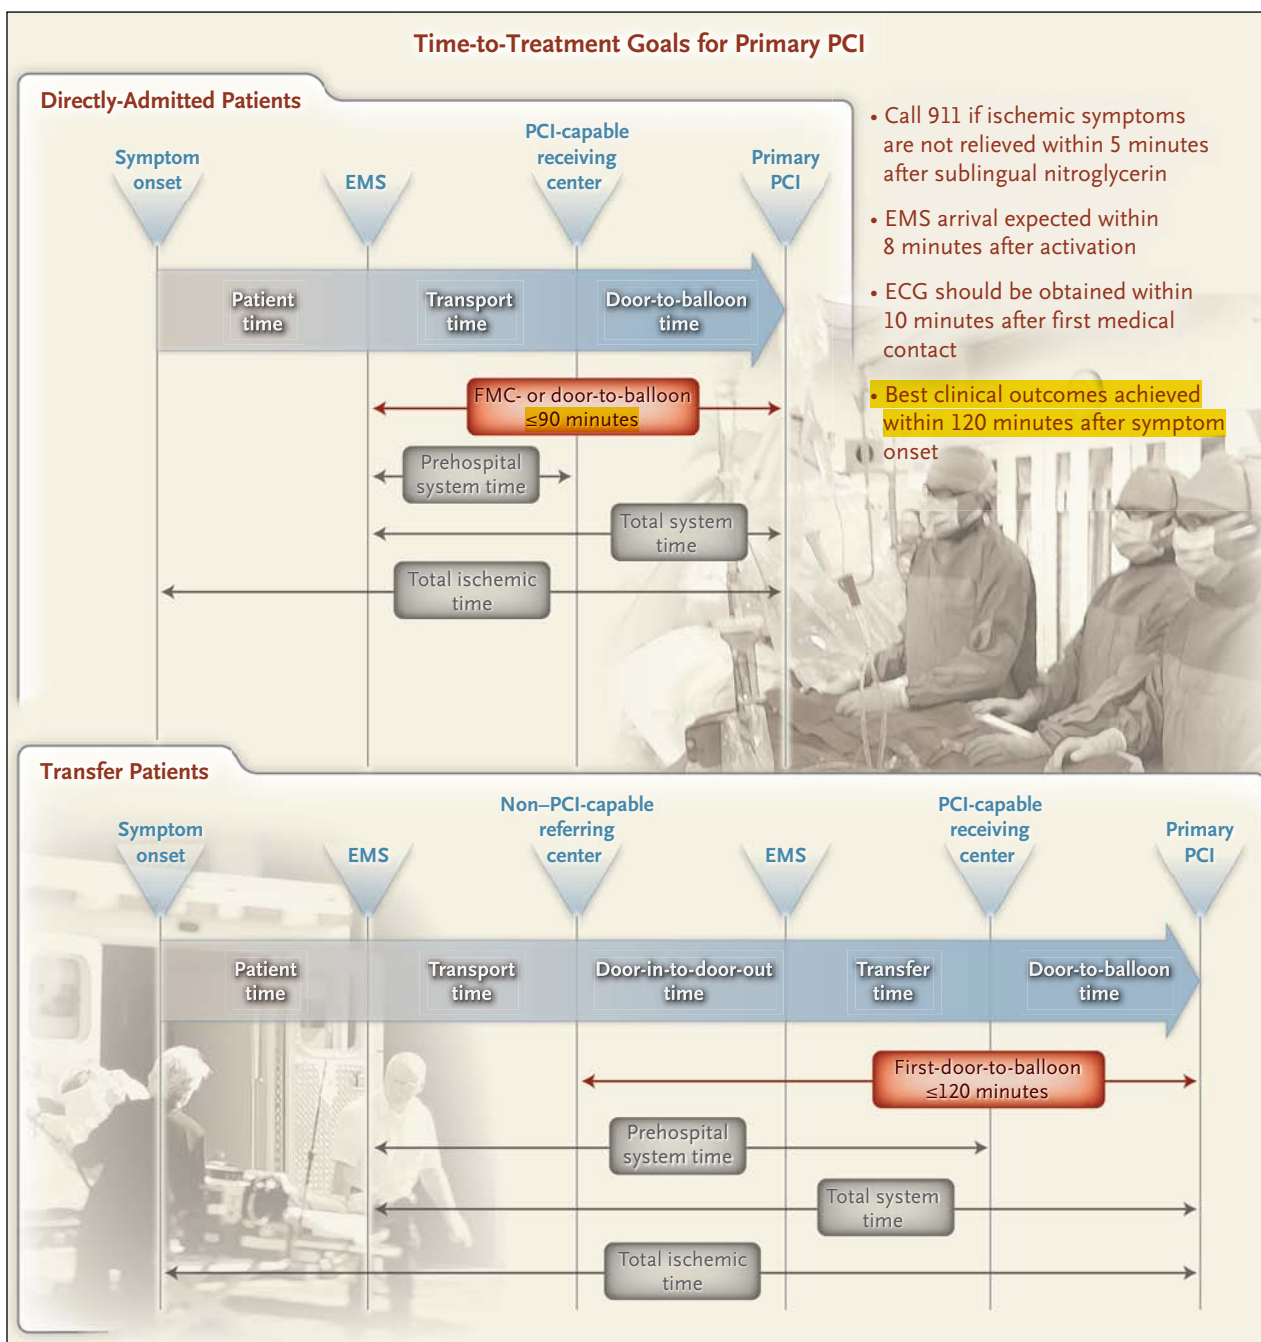 Time-to-Treatment Goals for Primary PCI
Directly-Admitted Patients
Symptom
onset
EMS
PCI-capable
receiving
center
Primary
PCI
Patient
time
Transport
time
Door-to-balloon
time
FMC- or door-to-balloon
≤90 minutes
Prehospital
system time
Total system
time
Total ischemic
time
• Call 911 if ischemic symptoms
are not relieved within 5 minutes
after sublingual nitroglycerin
• EMS arrival expected within
8 minutes after activation
• ECG should be obtained within
10 minutes after first medical
contact
• Best clinical outcomes achieved
within 120 minutes after symptom
onset
Transfer Patients
Symptom
onset
EMS
Non–PCI-capable
referring
center
EMS
PCI-capable
receiving
center
Primary
PCI
Patient
time
Transport
time
Door-in-to-door-out
time
Transfer
time
Door-to-balloon
time
First-door-to-balloon
≤120 minutes
Prehospital
system time
Total system
time
Total ischemic
time